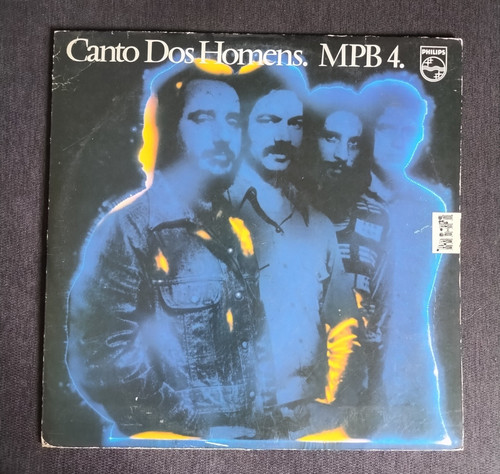 Canto Dos Homens. MPB 4.
PHILIPS